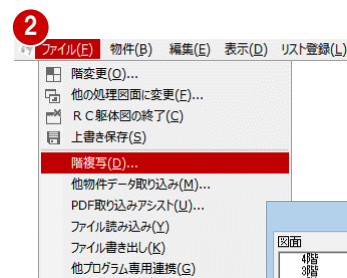 2
ファイル(F) 物件(B) 編集(E) 表示(D) リスト登録(L)
階変更(O)...
他の処理図面に変更(F)...
ＲＣ躯体図の終了(C)
上書き保存(S)
階複写(D)...
他物件データ取り込み(M)...
PDF取り込みアシスト(U)...
ファイル読み込み(Y)
ファイル書き出し(K)
他プログラム専用連携(G)
図面
4階
3階